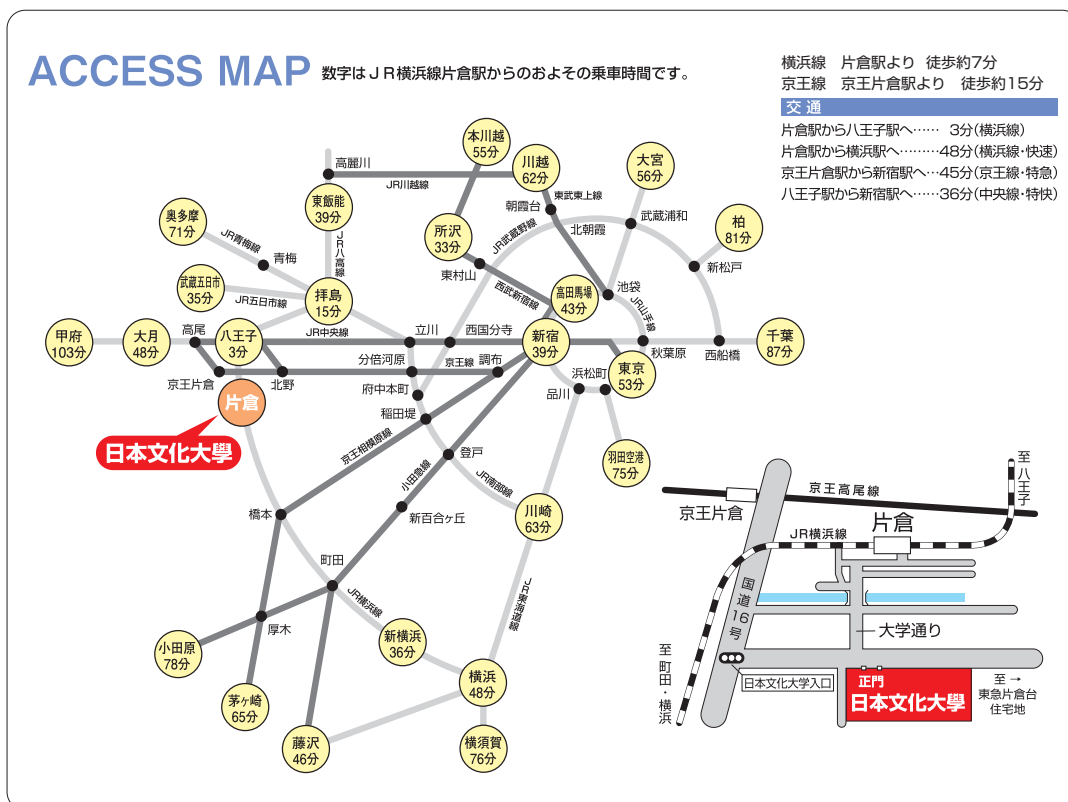 ACCESS MAP 数字はJR横浜線片倉駅からのおよその乗車時間です。
横浜線 片倉駅より 徒歩約7分
京王線 京王片倉駅より 徒歩約15分
交通
片倉駅から八王子駅へ…… 3分(横浜線)
片倉駅から横浜駅へ………48分(横浜線・快速)
京王片倉駅から新宿駅へ…45分(京王線・特急)
八王子駅から新宿駅へ……36分(中央線・特快)
本川越
55分
高麗川
JR川越線
川越
62分
大宮
56分
東飯能
39分
朝霞台
東武東上線
奥多摩
71分
JR青梅線
青梅
JR八高線
所沢
33分
JR武蔵野線
北朝霞
武蔵浦和
柏
81分
東村山
新松戸
武蔵五日市
35分
JR五日市線
拝島
15分
西武新宿線
高田馬場
43分
池袋
JR山手線
甲府
103分
大月
48分
高尾
八王子
3分
JR中央線
立川
西国分寺
新宿
39分
秋葉原
西船橋
千葉
87分
京王片倉
北野
分倍河原
京王線
調布
浜松町
東京
53分
品川
片倉
府中本町
稲田堤
日本文化大學
京王相模原線
小田急線
登戸
JR南部線
羽田空港
75分
橋本
新百合ヶ丘
川崎
63分
町田
JR横浜線
JR東海道線
厚木
新横浜
36分
小田原
78分
横浜
48分
茅ヶ崎
65分
藤沢
46分
横須賀
76分
至八王子
京王高尾線
京王片倉
JR横浜線
片倉
国道16号
大学通り
至町田・横浜
日本文化大学入口
正門
日本文化大學
至→
東急片倉台
住宅地